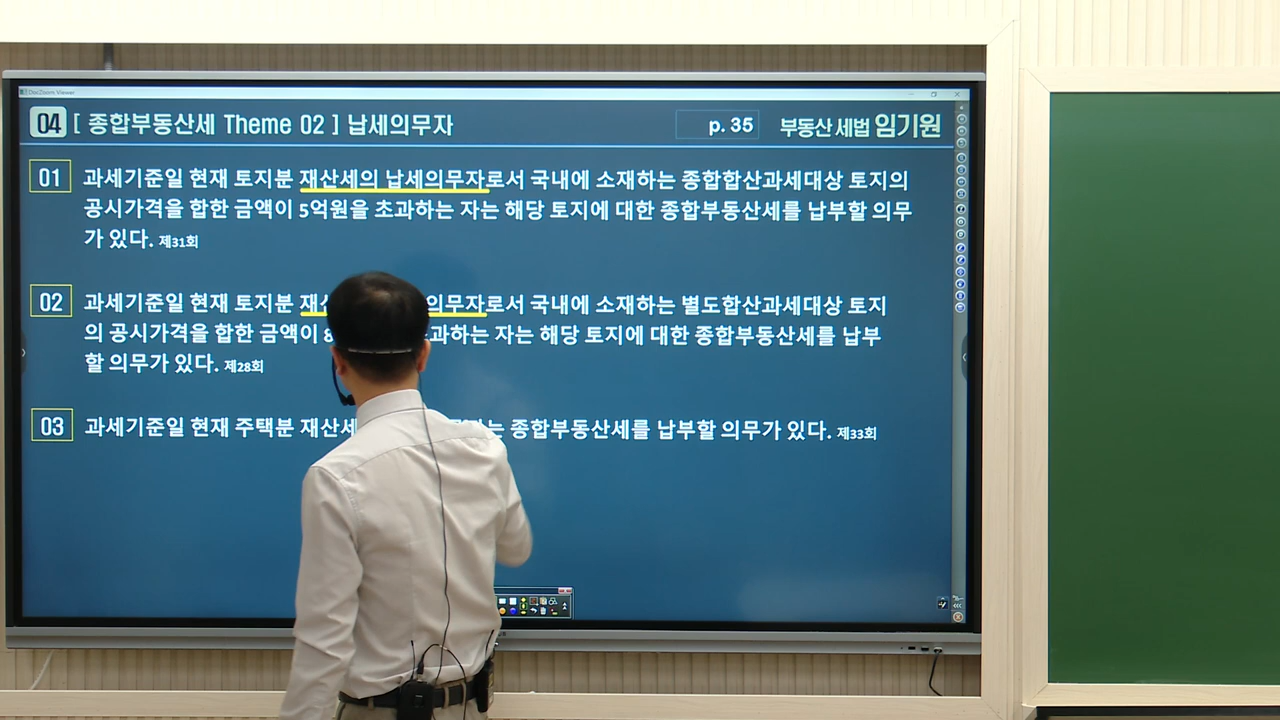 DocZoom Viewer
04 [ 종합부동산세 Theme 02 ] 납세의무자 p. 35 부동산 세법 임기원
01 과세기준일 현재 토지분 재산세의 납세의무자로서 국내에 소재하는 종합합산과세대상 토지의
공시가격을 합한 금액이 5억원을 초과하는 자는 해당 토지에 대한 종합부동산세를 납부할 의무
가 있다. 제31회
02 과세기준일 현재 토지분 의무자로서 국내에 소재하는 별도합산과세대상 토지
의 공시가격을 합한 금액이 과하는 자는 해당 토지에 대한 종합부동산세를 납부
할 의무가 있다. 제28회
03 과세기준일 현재 주택분 재산세 는 종합부동산세를 납부할 의무가 있다. 제33회